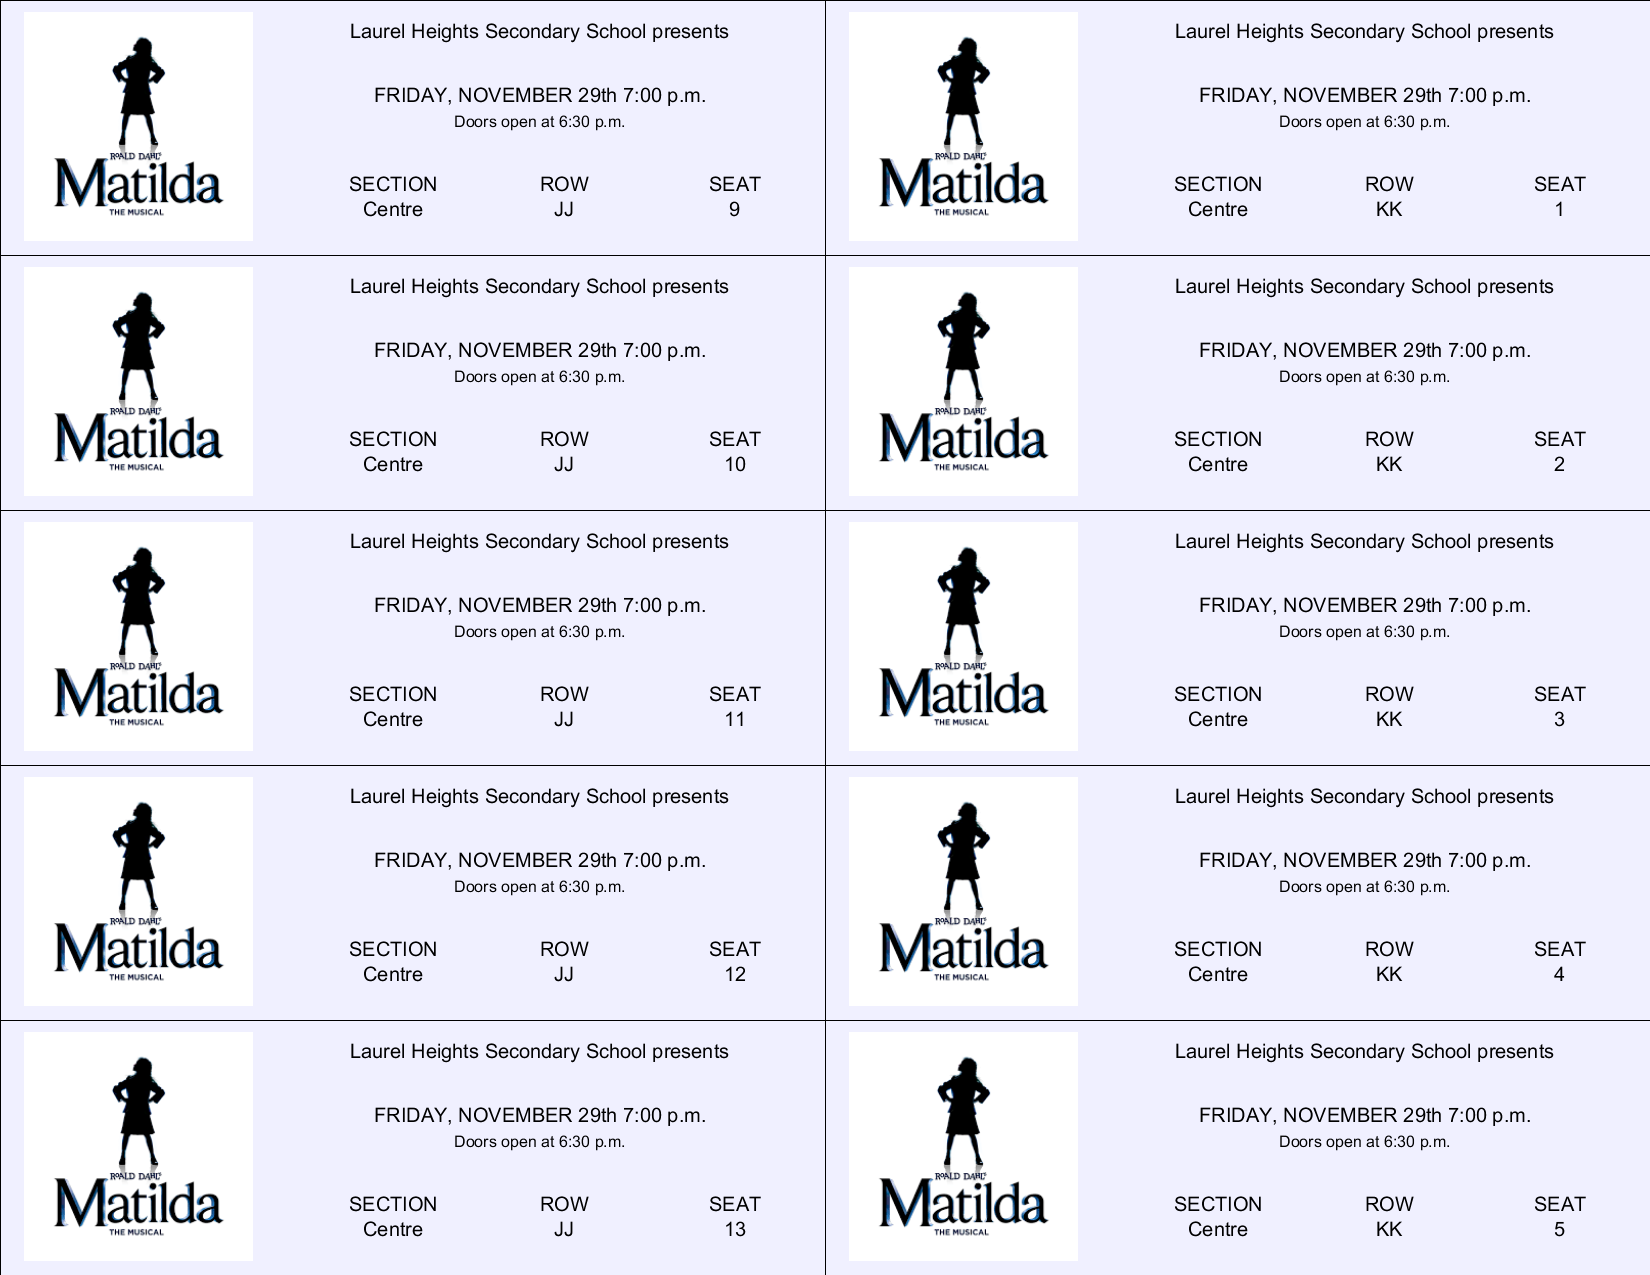 Laurel Heights Secondary School presents
FRIDAY, NOVEMBER 29th 7:00 p.m.
Doors open at 6:30 p.m.
ROALD DAHL'S
Matilda
THE MUSICAL
SECTION ROW SEAT
Centre JJ 9
Laurel Heights Secondary School presents
FRIDAY, NOVEMBER 29th 7:00 p.m.
Doors open at 6:30 p.m.
ROALD DAHL'S
Matilda
THE MUSICAL
SECTION ROW SEAT
Centre KK 1
Laurel Heights Secondary School presents
FRIDAY, NOVEMBER 29th 7:00 p.m.
Doors open at 6:30 p.m.
ROALD DAHL'S
Matilda
THE MUSICAL
SECTION ROW SEAT
Centre JJ 10
Laurel Heights Secondary School presents
FRIDAY, NOVEMBER 29th 7:00 p.m.
Doors open at 6:30 p.m.
ROALD DAHL'S
Matilda
THE MUSICAL
SECTION ROW SEAT
Centre KK 2
Laurel Heights Secondary School presents
FRIDAY, NOVEMBER 29th 7:00 p.m.
Doors open at 6:30 p.m.
ROALD DAHL'S
Matilda
THE MUSICAL
SECTION ROW SEAT
Centre JJ 11
Laurel Heights Secondary School presents
FRIDAY, NOVEMBER 29th 7:00 p.m.
Doors open at 6:30 p.m.
ROALD DAHL'S
Matilda
THE MUSICAL
SECTION ROW SEAT
Centre KK 3
Laurel Heights Secondary School presents
FRIDAY, NOVEMBER 29th 7:00 p.m.
Doors open at 6:30 p.m.
ROALD DAHL'S
Matilda
THE MUSICAL
SECTION ROW SEAT
Centre JJ 12
Laurel Heights Secondary School presents
FRIDAY, NOVEMBER 29th 7:00 p.m.
Doors open at 6:30 p.m.
ROALD DAHL'S
Matilda
THE MUSICAL
SECTION ROW SEAT
Centre KK 4
Laurel Heights Secondary School presents
FRIDAY, NOVEMBER 29th 7:00 p.m.
Doors open at 6:30 p.m.
ROALD DAHL'S
Matilda
THE MUSICAL
SECTION ROW SEAT
Centre JJ 13
Laurel Heights Secondary School presents
FRIDAY, NOVEMBER 29th 7:00 p.m.
Doors open at 6:30 p.m.
ROALD DAHL'S
Matilda
THE MUSICAL
SECTION ROW SEAT
Centre KK 5